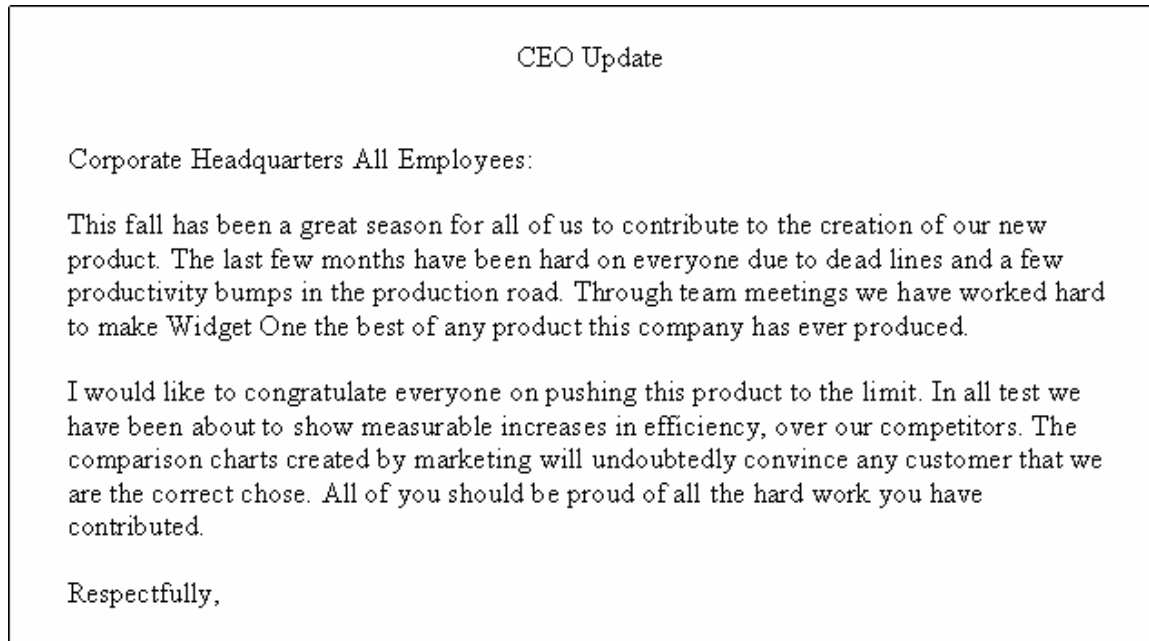 CEO Update
Corporate Headquarters All Employees:
This fall has been a great season for all of us to contribute to the creation of our new
product. The last few months have been hard on everyone due to dead lines and a few
productivity bumps in the production road. Through team meetings we have worked hard
to make Widget One the best of any product this company has ever produced.
I would like to congratulate everyone on pushing this product to the limit. In all test we
have been about to show measurable increases in efficiency, over our competitors. The
comparison charts created by marketing will undoubtedly convince any customer that we
are the correct chose. All of you should be proud of all the hard work you have
contributed.
Respectfully,